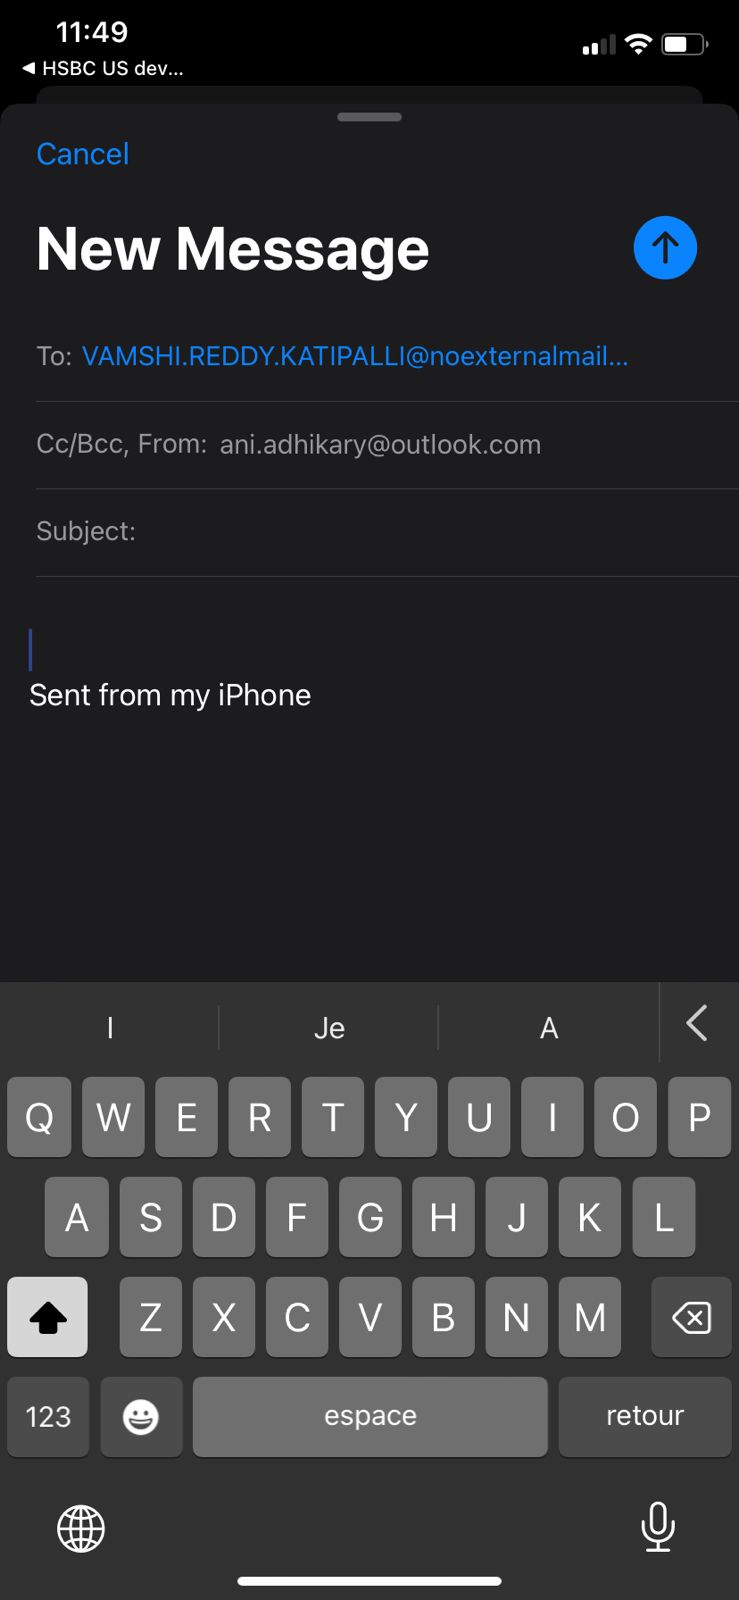 11:49
◀ HSBC US dev...
Cancel
New Message
To: VAMSHI.REDDY.KATIPALLI@noexternalmail...
Cc/Bcc, From: ani.adhikary@outlook.com
Subject:
Sent from my iPhone
I Je A
Q W E R T Y U I O P
A S D F G H J K L
Z X C V B N M
123 espace retour